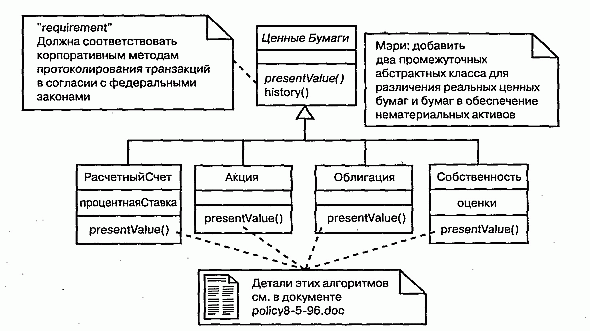 "requirement"
Должна соответствовать
корпоративным методам
протоколирования транзакций
в согласии с федеральными
законами
Ценные Бумаги
presentValue()
history()
Мэри: добавить
два промежуточных
абстрактных класса для
различения реальных ценных
бумаг и бумаг в обеспечение
нематериальных активов
РасчетныйСчет
процентнаяСтавка
presentValue()
Акция
presentValue()
Облигация
presentValue()
Собственность
оценки
presentValue()
Детали этих алгоритмов
см. в документе
policy8-5-96.doc